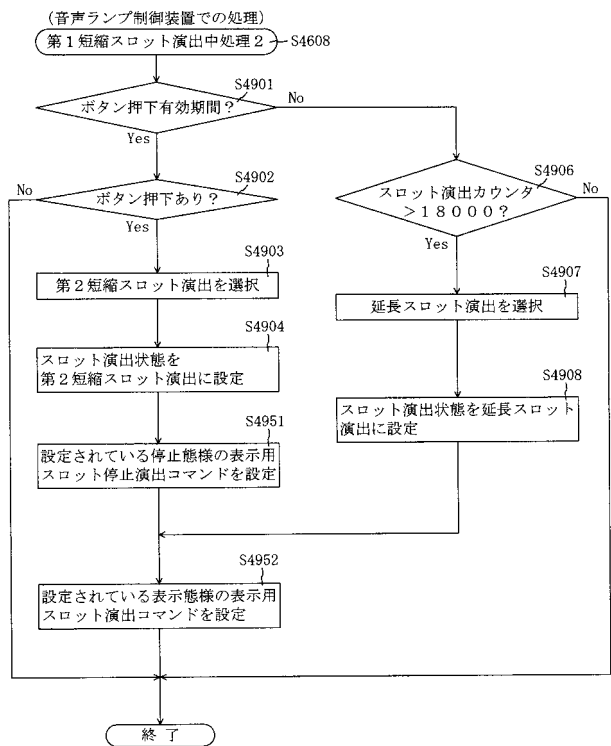 (音声ランプ制御装置での処理)
第１短縮スロット演出中処理２
S4608
S4901
ボタン押下有効期間？
No
Yes
S4902
ボタン押下あり？
No
Yes
S4903
第２短縮スロット演出を選択
S4904
スロット演出状態を
第２短縮スロット演出に設定
S4951
設定されている停止態様の表示用
スロット停止演出コマンドを設定
S4906
スロット演出カウンタ
＞１８０００？
No
Yes
S4907
延長スロット演出を選択
S4908
スロット演出状態を延長スロット
演出に設定
S4952
設定されている表示態様の表示用
スロット演出コマンドを設定
終了